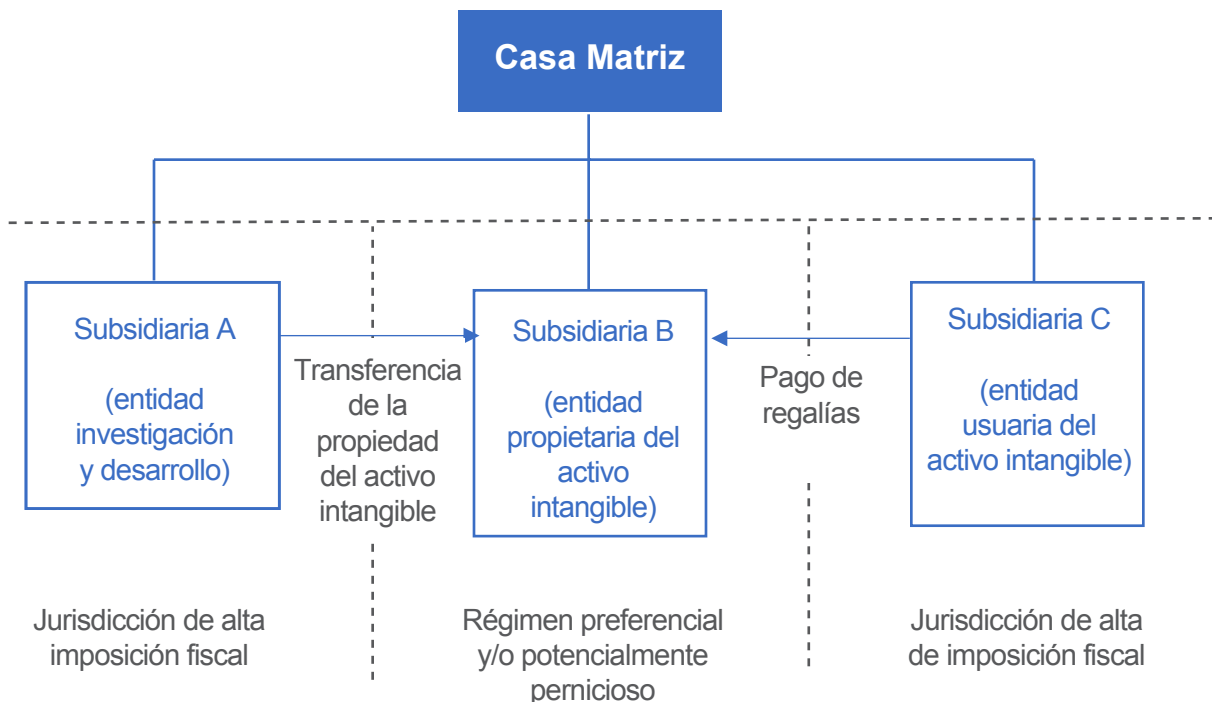 Casa Matriz
Subsidiaria A
(entidad
investigación
y desarrollo)
Transferencia
de la
propiedad
del activo
intangible
Subsidiaria B
(entidad
propietaria del
activo
intangible)
Pago de
regalías
Subsidiaria C
(entidad
usuaria del
activo intangible)
Jurisdicción de alta
imposición fiscal
Régimen preferencial
y/o potencialmente
pernicioso
Jurisdicción de alta
de imposición fiscal